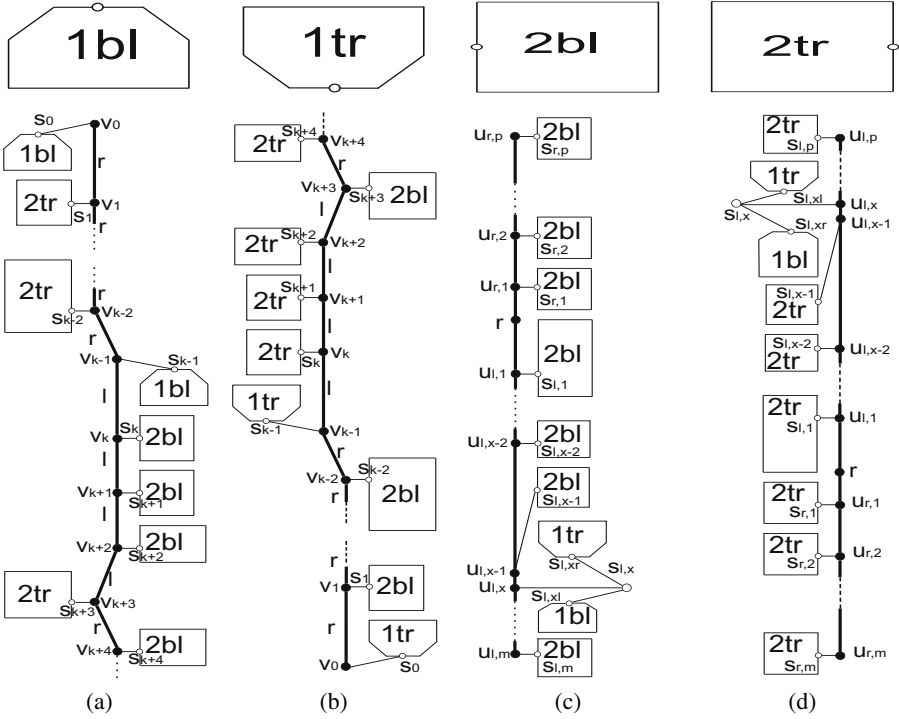 1bl
1tr
2bl
2tr
s0
v0
1bl
r
2tr
s1
v1
r
2tr
r
sk-2
vk-2
r
vk-1
sk-1
1bl
l
vk
sk
2bl
l
vk+1
sk+1
2bl
l
vk+2
sk+2
2bl
l
2tr
sk+3
vk+3
r
vk+4
sk+4
2bl
(a)
2tr
sk+4
vk+4
r
vk+3
sk+3
2bl
l
2tr
sk+2
vk+2
l
2tr
sk+1
vk+1
l
2tr
sk
vk
l
1tr
sk-1
vk-1
r
vk-2
sk-2
2bl
r
r
v1
s1
2bl
r
1tr
v0
s0
(b)
ur,p
2bl
sr,p
ur,2
2bl
sr,2
ur,1
2bl
sr,1
r
2bl
ul,1
sl,1
ul,x-2
2bl
sl,x-2
2bl
sl,x-1
1tr
ul,x-1
sl,xr
sl,x
ul,x
sl,xl
1bl
ul,m
2bl
sl,m
(c)
2tr
sl,p
ul,p
1tr
sl,xl
sl,x
ul,x
sl,xr
ul,x-1
1bl
sl,x-1
2tr
sl,x-2
ul,x-2
2tr
2tr
sl,1
ul,1
r
2tr
sr,1
ur,1
2tr
sr,2
ur,2
2tr
sr,m
ur,m
(d)